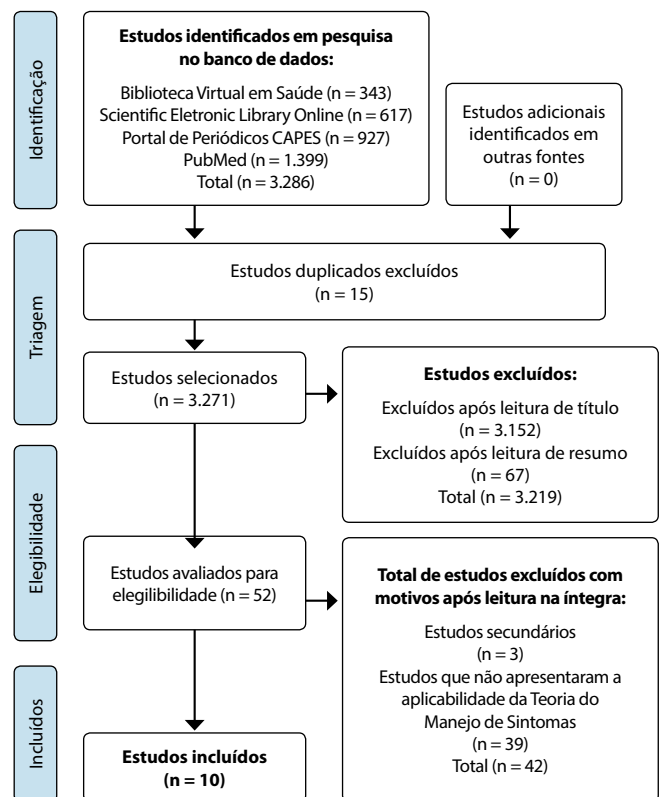 Identificação
Estudos identificados em pesquisa
no banco de dados:
Biblioteca Virtual em Saúde (n = 343)
Scientific Eletronic Library Online (n = 617)
Portal de Periódicos CAPES (n = 927)
PubMed (n = 1.399)
Total (n = 3.286)
Estudos adicionais
identificados em
outras fontes
(n = 0)
Triagem
Estudos duplicados excluídos
(n = 15)
Estudos selecionados
(n = 3.271)
Estudos excluídos:
Excluídos após leitura de título
(n = 3.152)
Excluídos após leitura de resumo
(n = 67)
Total (n = 3.219)
Elegibilidade
Estudos avaliados para
elegilibilidade (n = 52)
Total de estudos excluídos com
motivos após leitura na íntegra:
Estudos secundários
(n = 3)
Estudos que não apresentaram a
aplicabilidade da Teoria do
Manejo de Sintomas
(n = 39)
Total (n = 42)
Incluídos
Estudos incluídos
(n = 10)